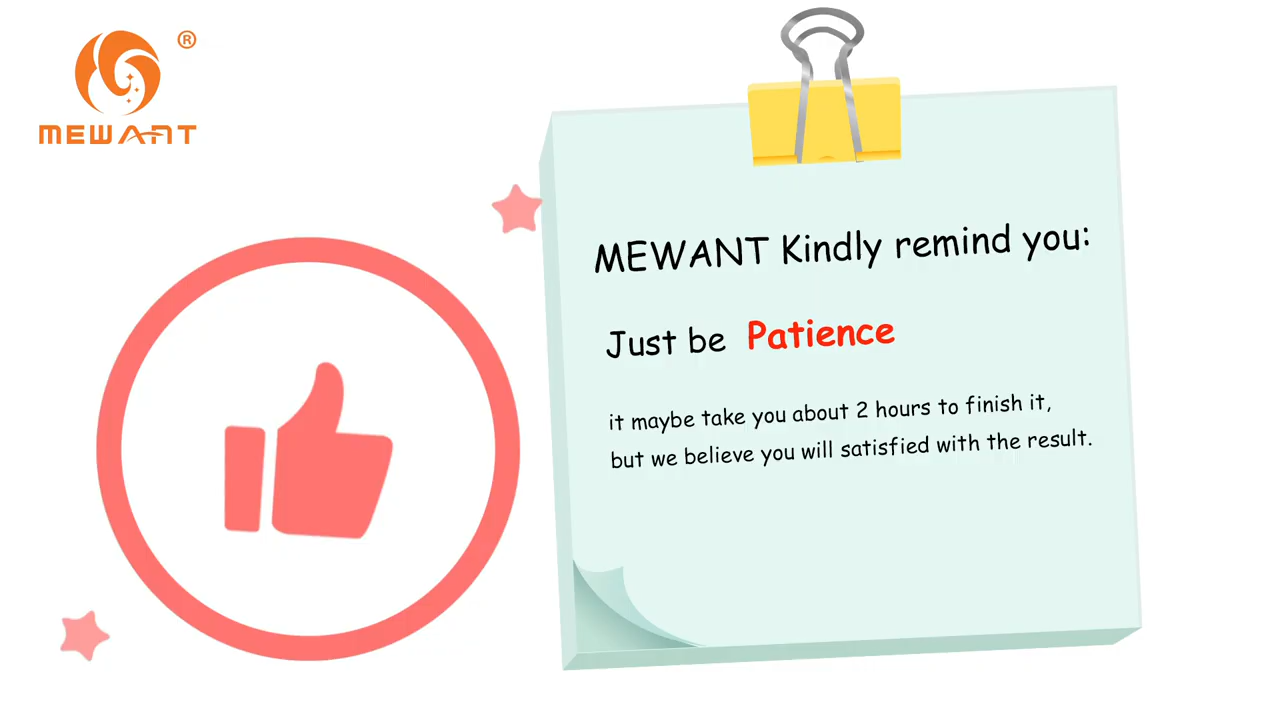 ®
MEWANT
MEWANT Kindly remind you:
Just be Patience
it maybe take you about 2 hours to finish it,
but we believe you will satisfied with the result.